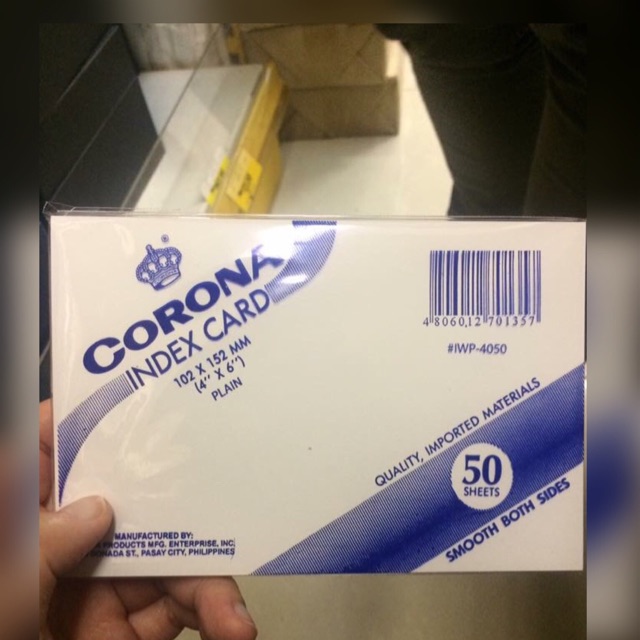 ®
CORONA
INDEX CARD
102 X 152 MM
(4" X 6")
PLAIN
4 806012 701357
#IWP-4050
QUALITY, IMPORTED MATERIALS
50
SHEETS
SMOOTH BOTH SIDES
MANUFACTURED BY:
PRODUCTS MFG. ENTERPRISE, INC.
ST., PASAY CITY, PHILIPPINES